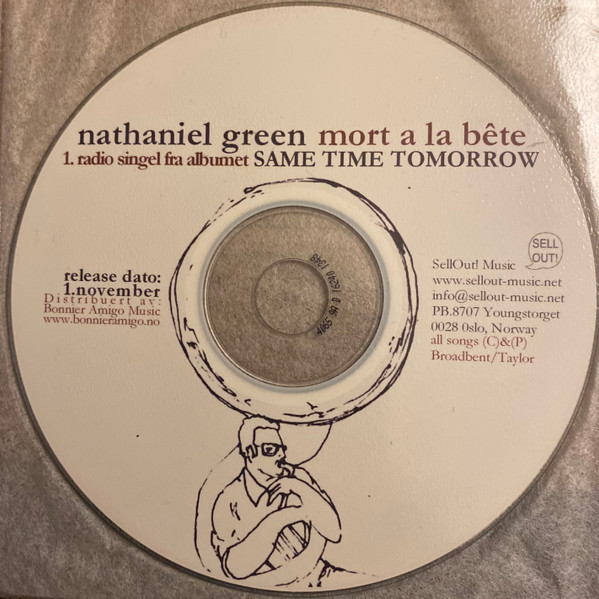 nathaniel green mort a la bête
1. radio singel fra albumet SAME TIME TOMORROW
release dato:
1.november
Distribuert av:
Bonnier Amigo Music
www.bonnieramigo.no
SELL
OUT!
SellOut! Music
www.sellout-music.net
info@sellout-music.net
PB.8707 Youngstorget
0028 0slo, Norway
all songs (C)&(P)
Broadbent/Taylor